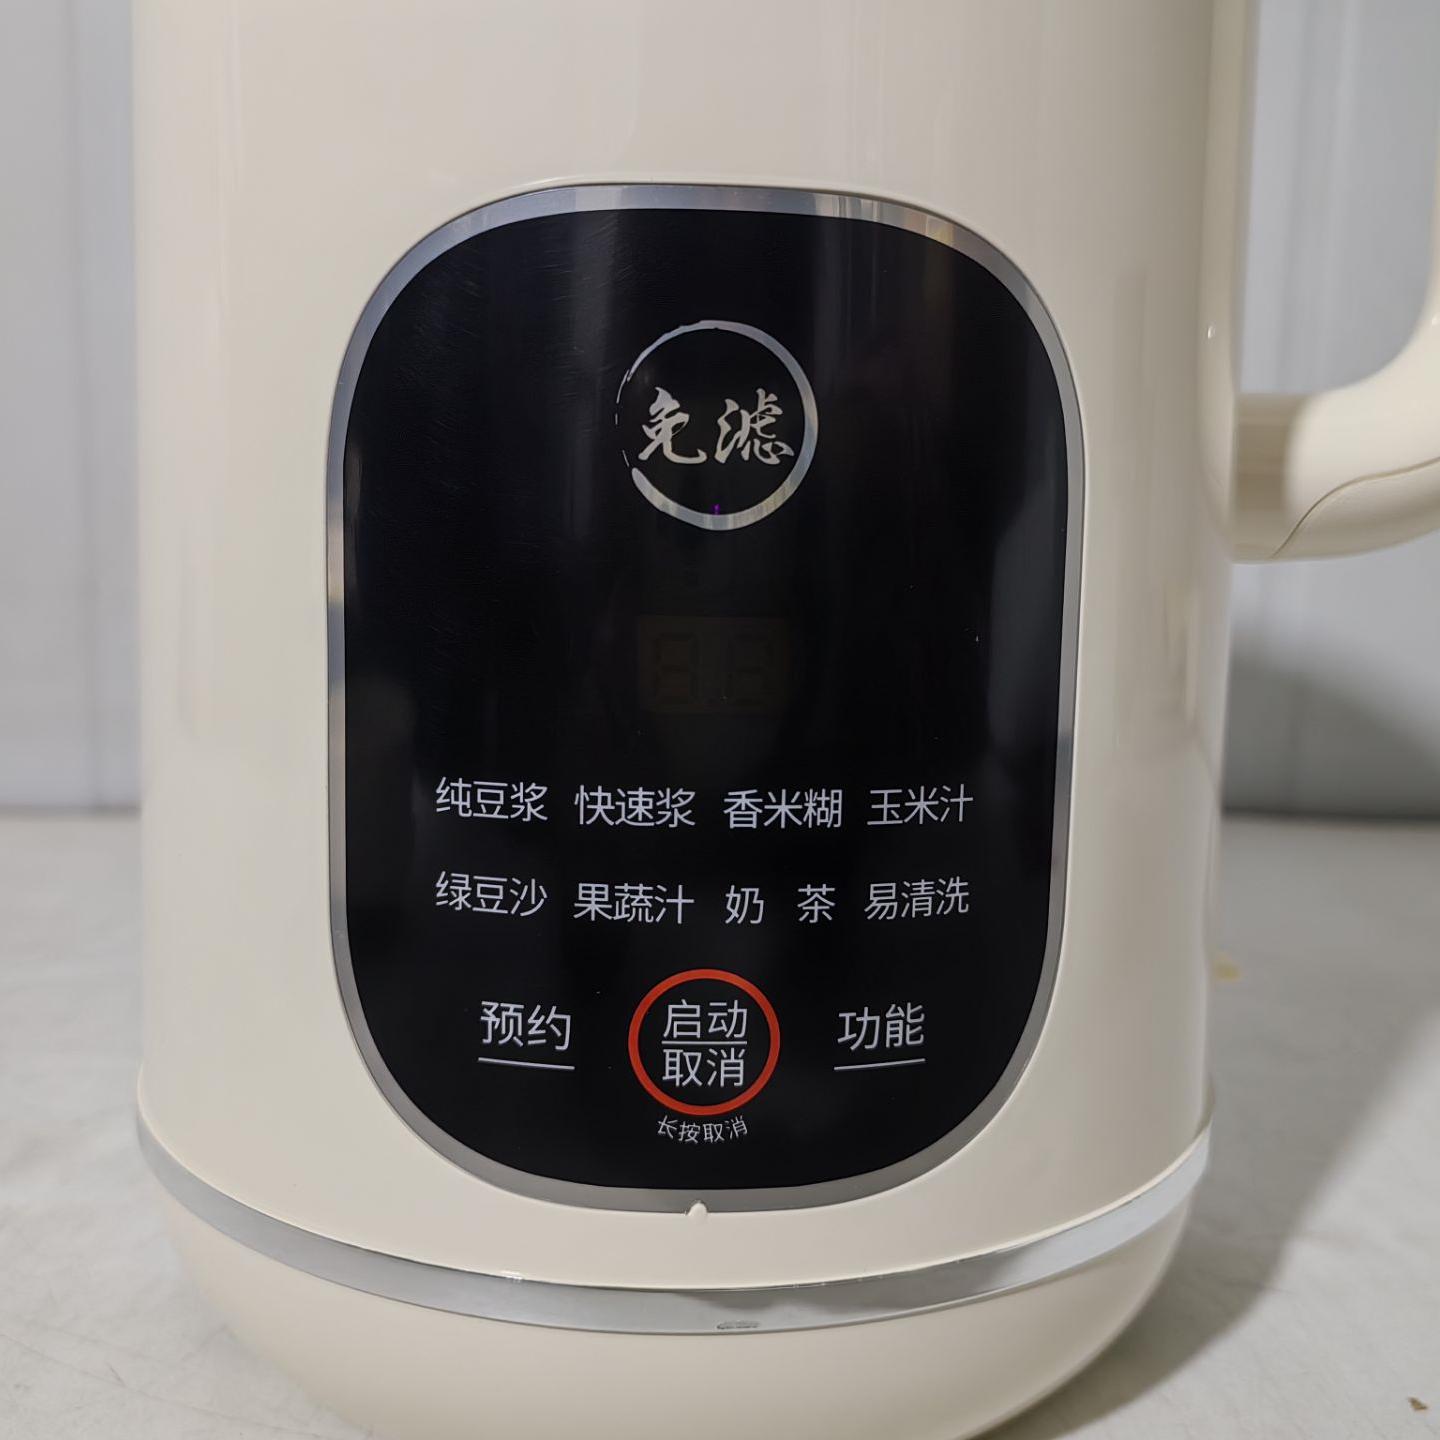 免滤
纯豆浆 快速浆 香米糊 玉米汁
绿豆沙 果蔬汁 奶茶 易清洗
预约 启动 功能
取消
长按取消